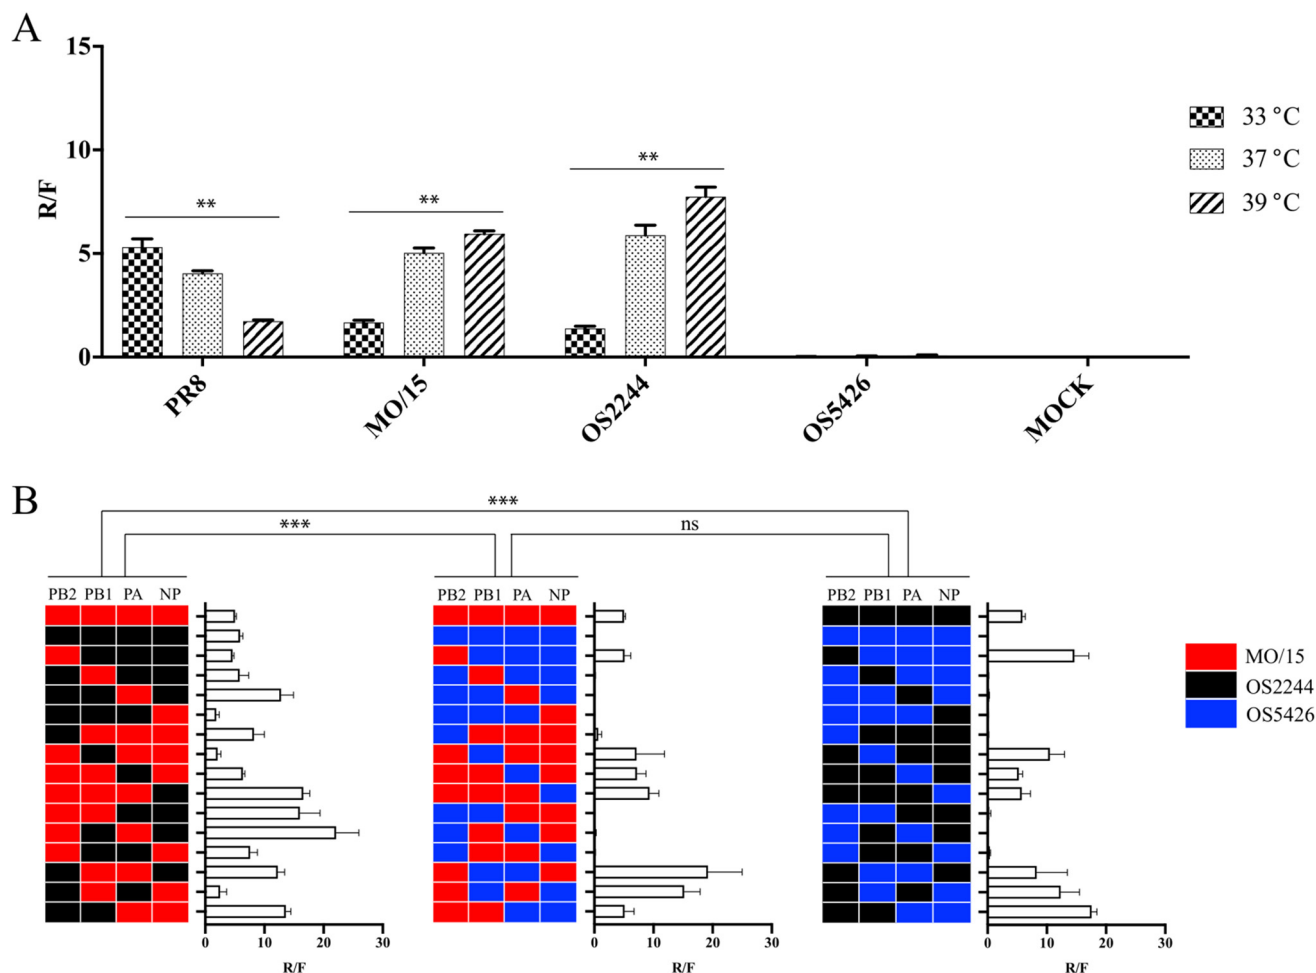 A
15
10
5
0
R/F
**
**
**
33 °C
37 °C
39 °C
PR8
MO/15
OS2244
OS5426
MOCK
B
***
***
ns
PB2 PB1 PA NP
PB2 PB1 PA NP
PB2 PB1 PA NP
MO/15
OS2244
OS5426
0 10 20 30
0 10 20 30
0 10 20 30
R/F
R/F
R/F